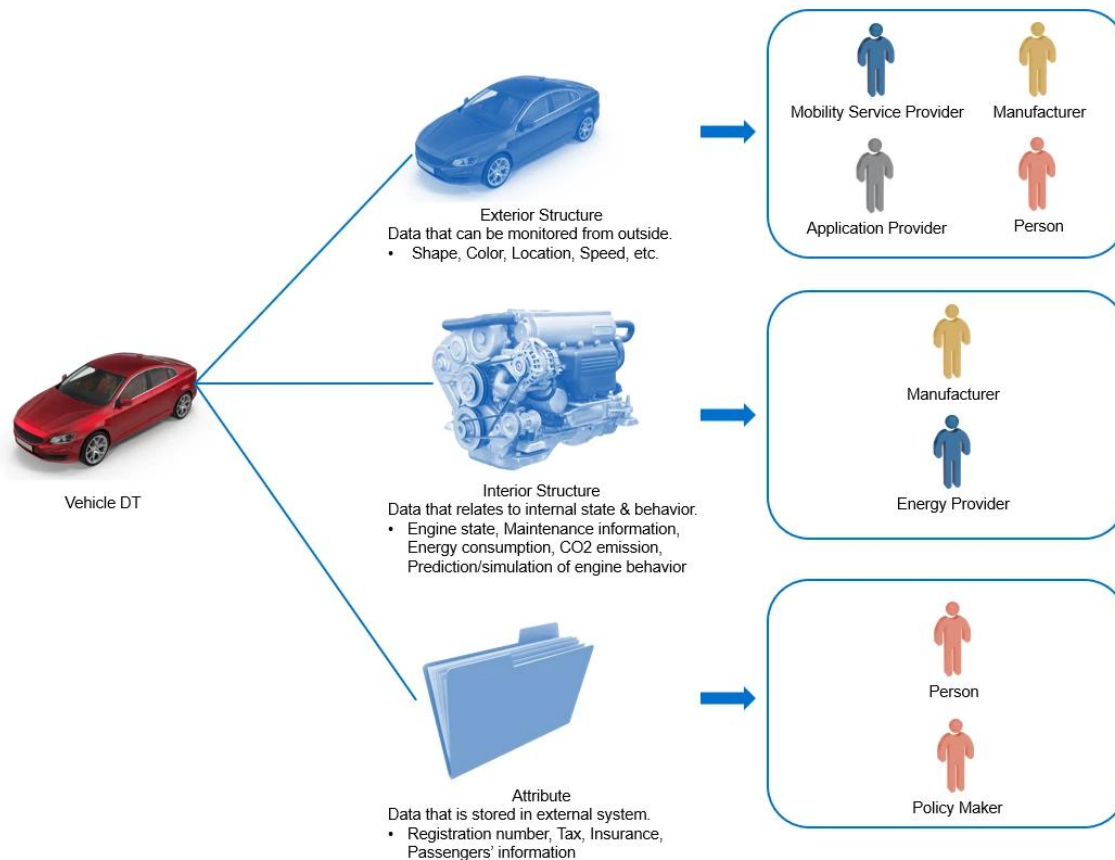 Mobility Service Provider
Manufacturer
Application Provider
Person
Exterior Structure
Data that can be monitored from outside.
• Shape, Color, Location, Speed, etc.
Vehicle DT
Manufacturer
Energy Provider
Interior Structure
Data that relates to internal state & behavior.
• Engine state, Maintenance information,
Energy consumption, CO2 emission,
Prediction/simulation of engine behavior
Person
Policy Maker
Attribute
Data that is stored in external system.
• Registration number, Tax, Insurance,
Passengers' information